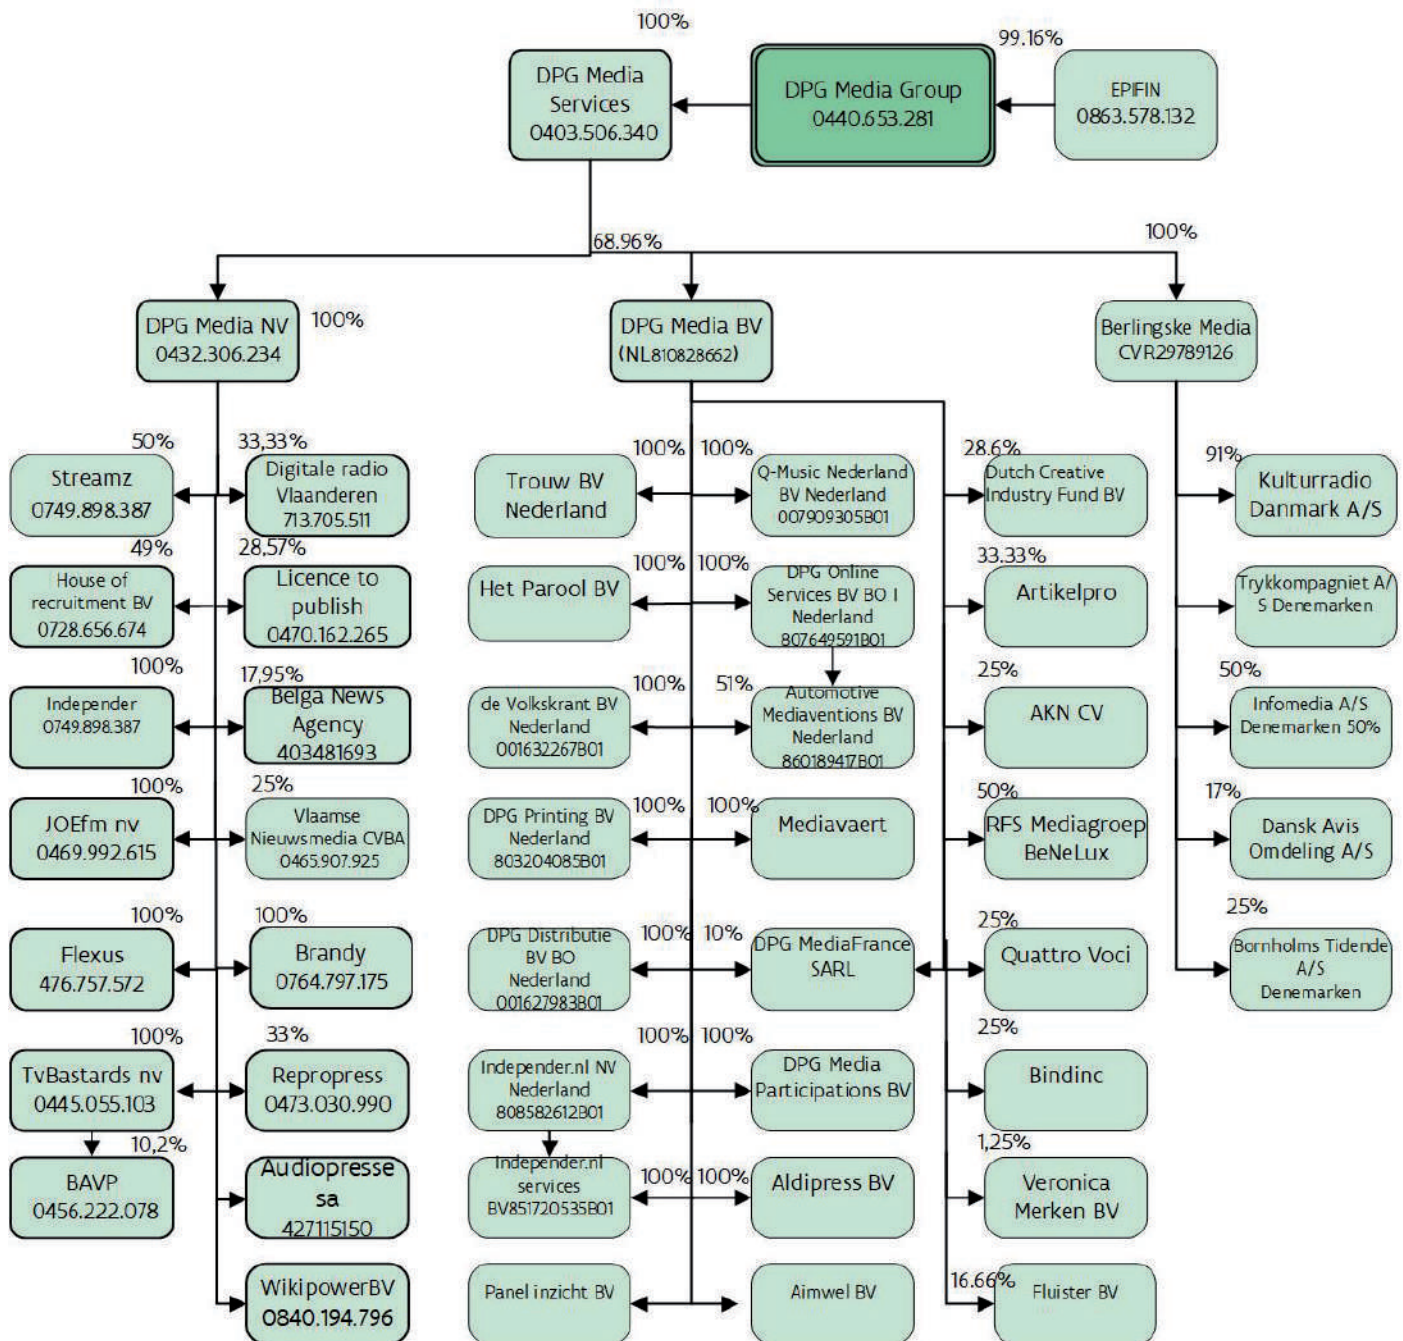 100%
99.16%
DPG Media
Services
0403.506.340
DPG Media Group
0440.653.281
EPIFIN
0863.578.132
68.96%
100%
DPG Media NV
0432.306.234
100%
DPG Media BV
(NL810828662)
Berlingske Media
CVR29789126
50%
33,33%
100%
100%
28.6%
91%
Streamz
0749.898.387
Digitale radio
Vlaanderen
713.705.511
Trouw BV
Nederland
Q-Music Nederland
BV Nederland
007909305B01
Dutch Creative
Industry Fund BV
Kulturradio
Danmark A/S
49%
28,57%
100%
100%
33.33%
House of
recruitment BV
0728.656.674
Licence to
publish
0470.162.265
Het Parool BV
DPG Online
Services BV BO I
Nederland
807649591B01
Artikelpro
Trykkompagniet A/
S Denemarken
100%
17,95%
100%
51%
25%
50%
Independer
0749.898.387
Belga News
Agency
403481693
de Volkskrant BV
Nederland
001632267B01
Automotive
Mediaventions BV
Nederland
860189417B01
AKN CV
Infomedia A/S
Denemarken 50%
100%
25%
100%
100%
50%
17%
JOEfm nv
0469.992.615
Vlaamse
Nieuwsmedia CVBA
0465.907.925
DPG Printing BV
Nederland
803204085B01
Mediavaert
RFS Mediagroep
BeNeLux
Dansk Avis
Omdeling A/S
100%
100%
100%
10%
25%
25%
Flexus
476.757.572
Brandy
0764.797.175
DPG Distributie
BV BO
Nederland
001627983B01
DPG MediaFrance
SARL
Quattro Voci
Bornholms Tidende
A/S
Denemarken
100%
33%
100%
100%
25%
TvBastards nv
0445.055.103
Repropress
0473.030.990
Independer.nl NV
Nederland
808582612B01
DPG Media
Participations BV
Bindinc
10,2%
100%
100%
1,25%
BAVP
0456.222.078
Audiopresse
sa
427115150
Independer.nl
services
BV851720535B01
Aldipress BV
Veronica
Merken BV
16.66%
WikipowerBV
0840.194.796
Panel inzicht BV
Aimwel BV
Fluister BV